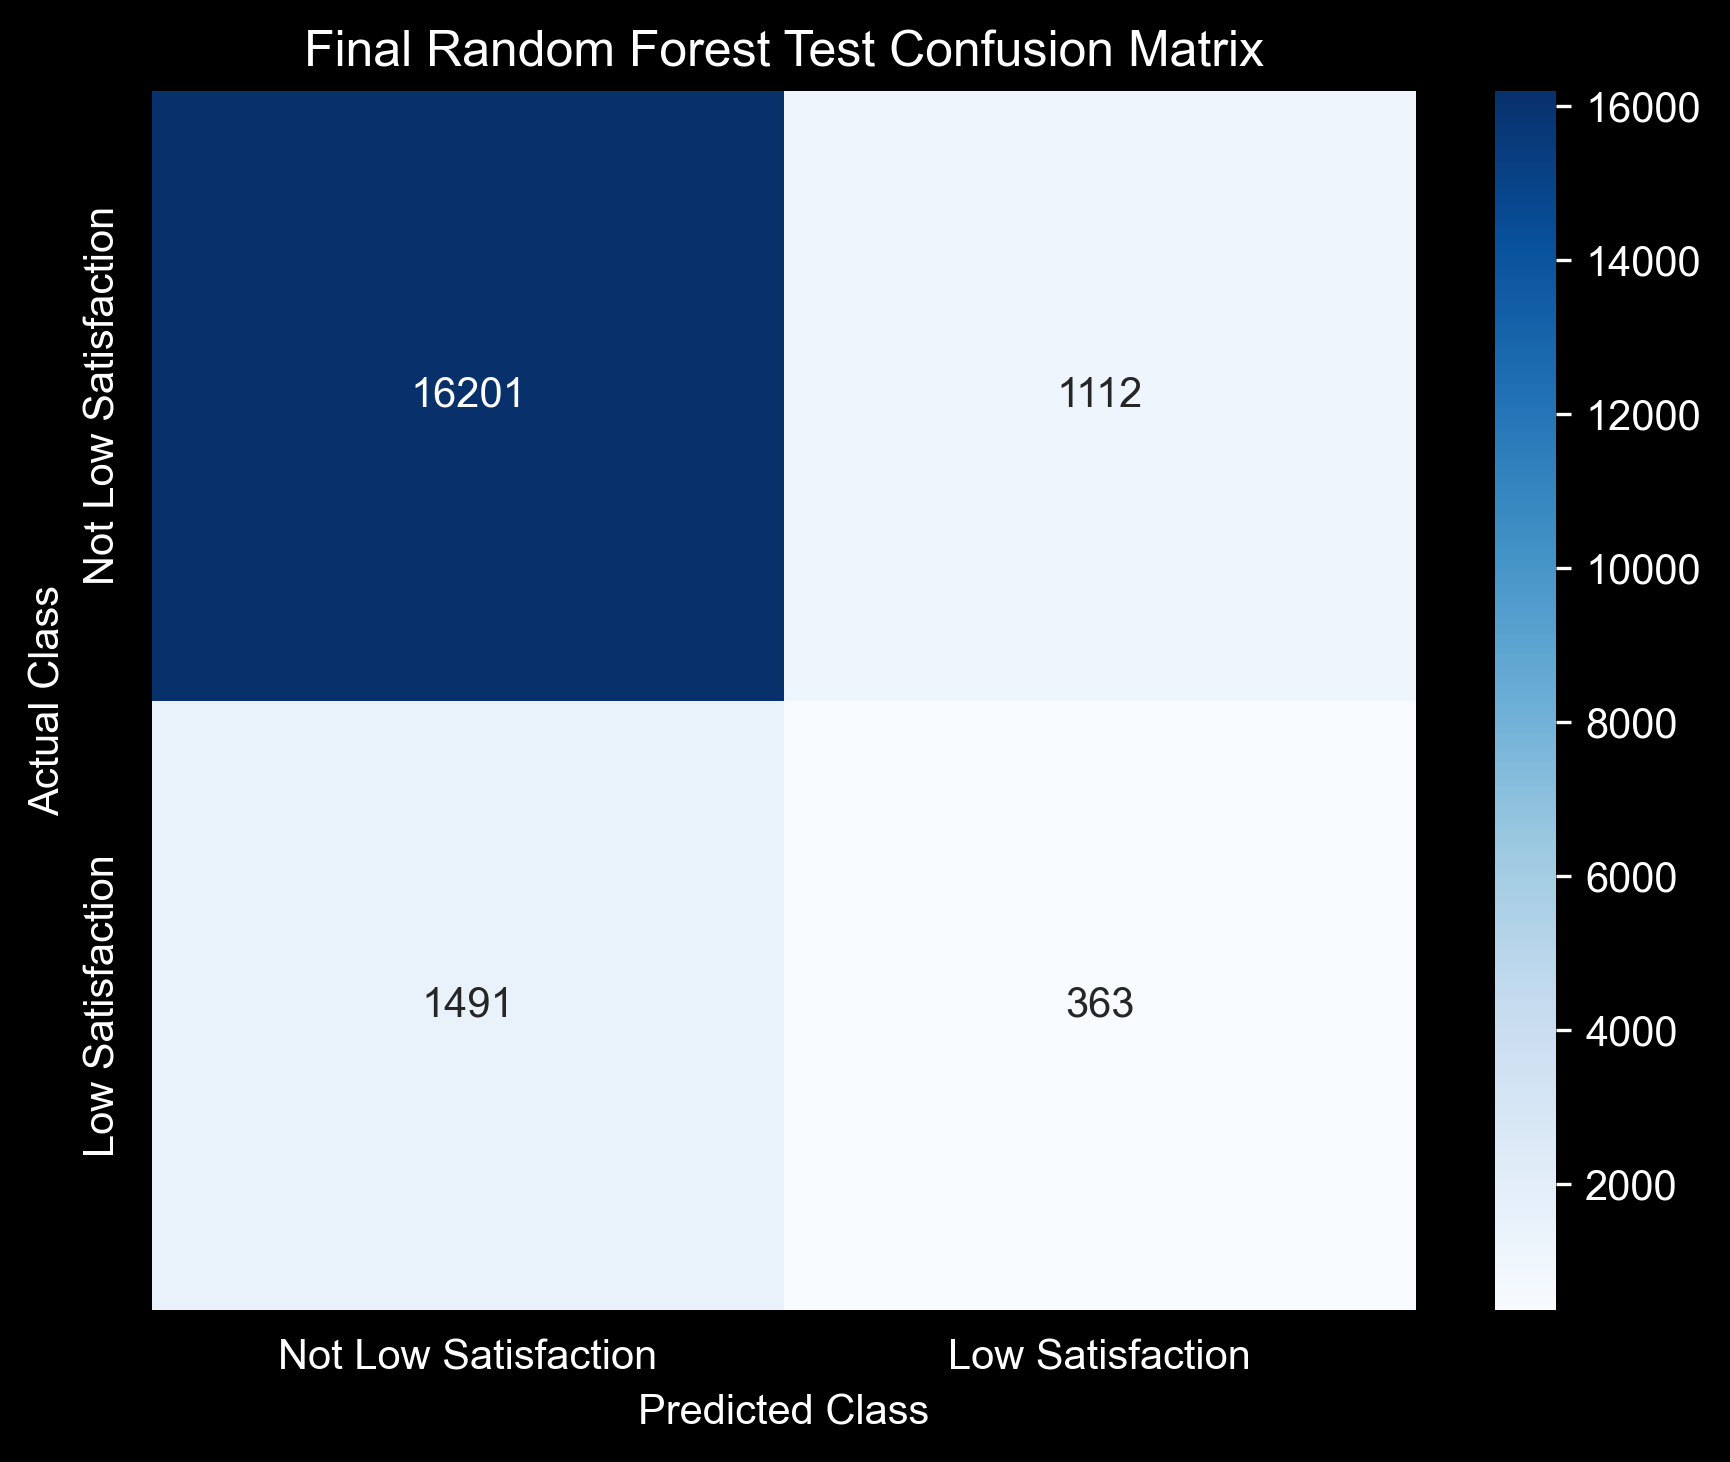 Final Random Forest Test Confusion Matrix
Actual Class
Not Low Satisfaction
Low Satisfaction
16201
1112
1491
363
Not Low Satisfaction
Low Satisfaction
Predicted Class
16000
14000
12000
10000
8000
6000
4000
2000